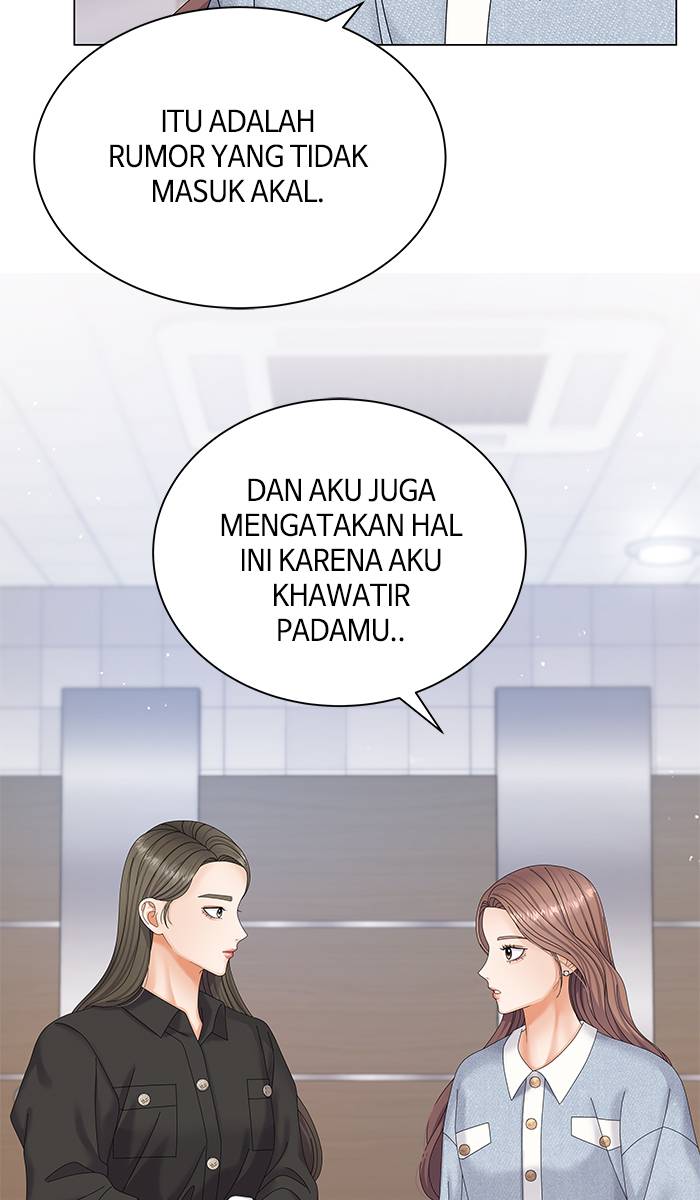 ITU ADALAH
RUMOR YANG TIDAK
MASUK AKAL.
DAN AKU JUGA
MENGATAKAN HAL
INI KARENA AKU
KHAWATIR
PADAMU..